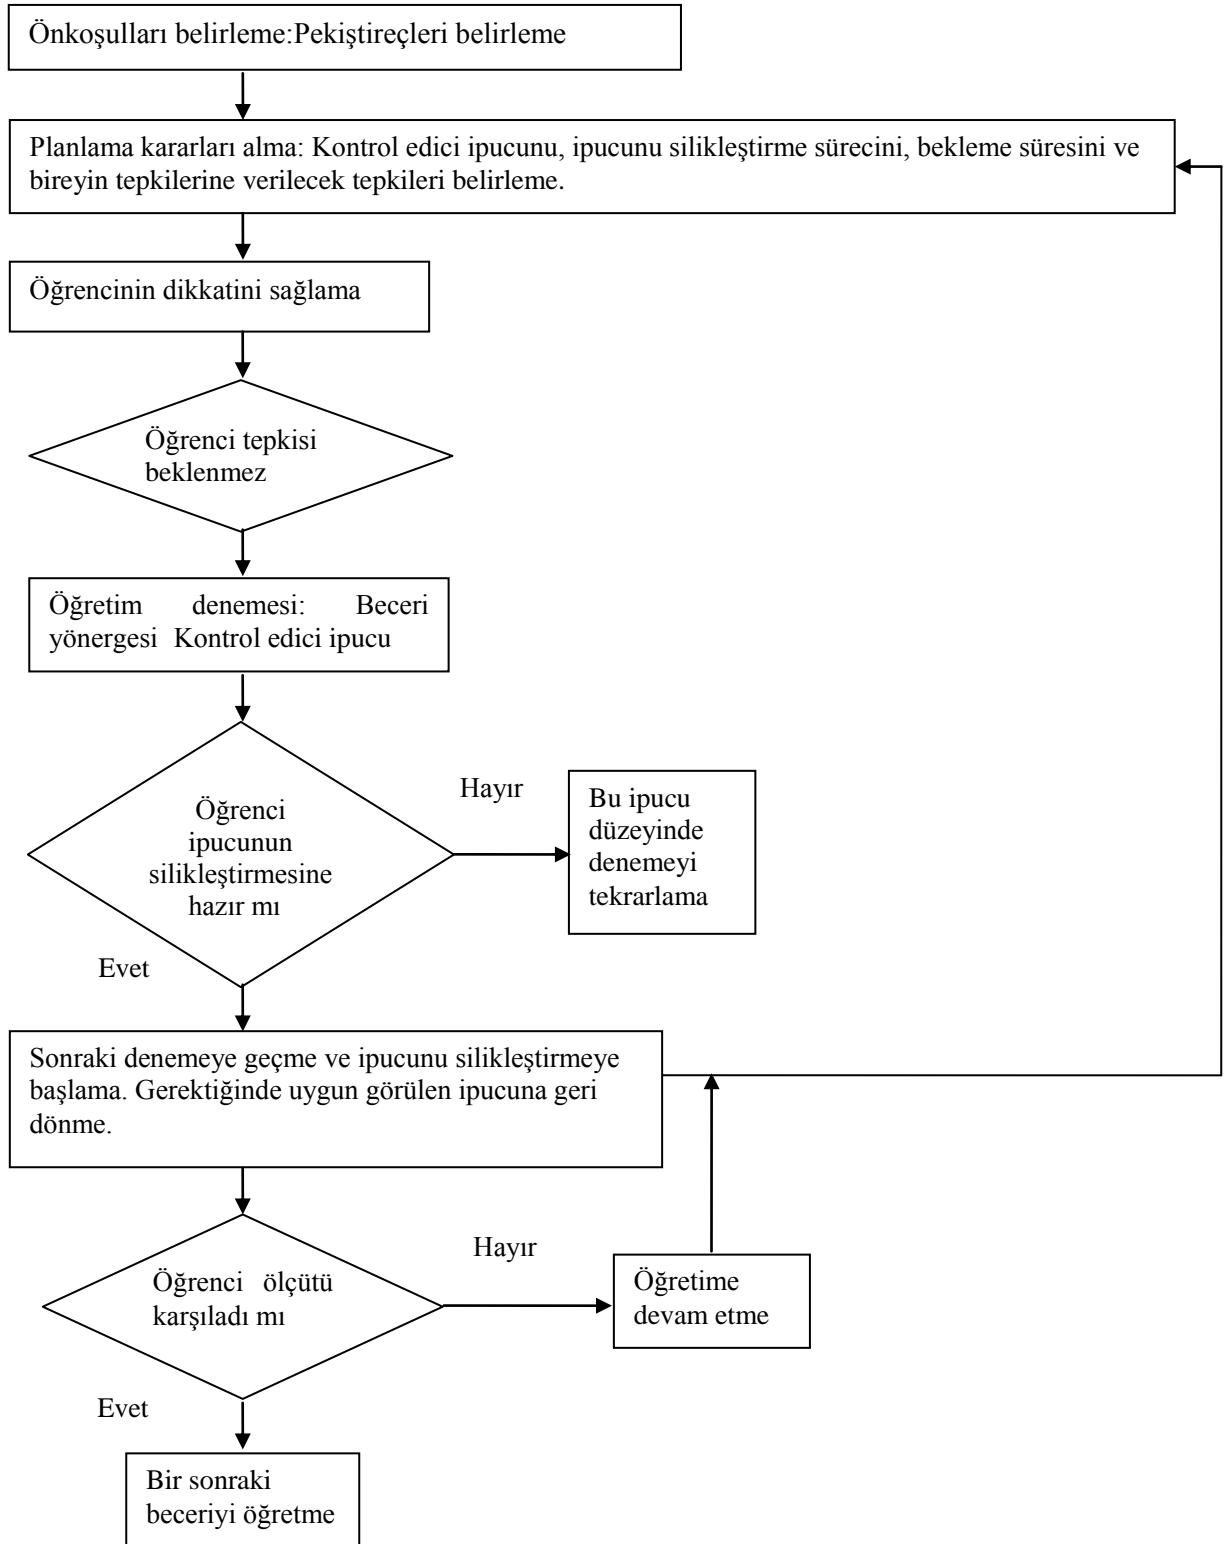 Önkoşulları belirleme:Pekiştireçleri belirleme
Planlama kararları alma: Kontrol edici ipucunu, ipucunu silikleştirme sürecini, bekleme süresini ve
bireyin tepkilerine verilecek tepkileri belirleme.
Öğrencinin dikkatini sağlama
Öğrenci tepkisi
beklenmez
Öğretim denemesi: Beceri
yönergesi Kontrol edici ipucu
Öğrenci
ipucunun
silikleştirmesine
hazır mı
Hayır
Bu ipucu
düzeyinde
denemeyi
tekrarlama
Evet
Sonraki denemeye geçme ve ipucunu silikleştirmeye
başlama. Gerektiğinde uygun görülen ipucuna geri
dönme.
Öğrenci ölçütü
karşıladı mı
Hayır
Öğretime
devam etme
Evet
Bir sonraki
beceriyi öğretme